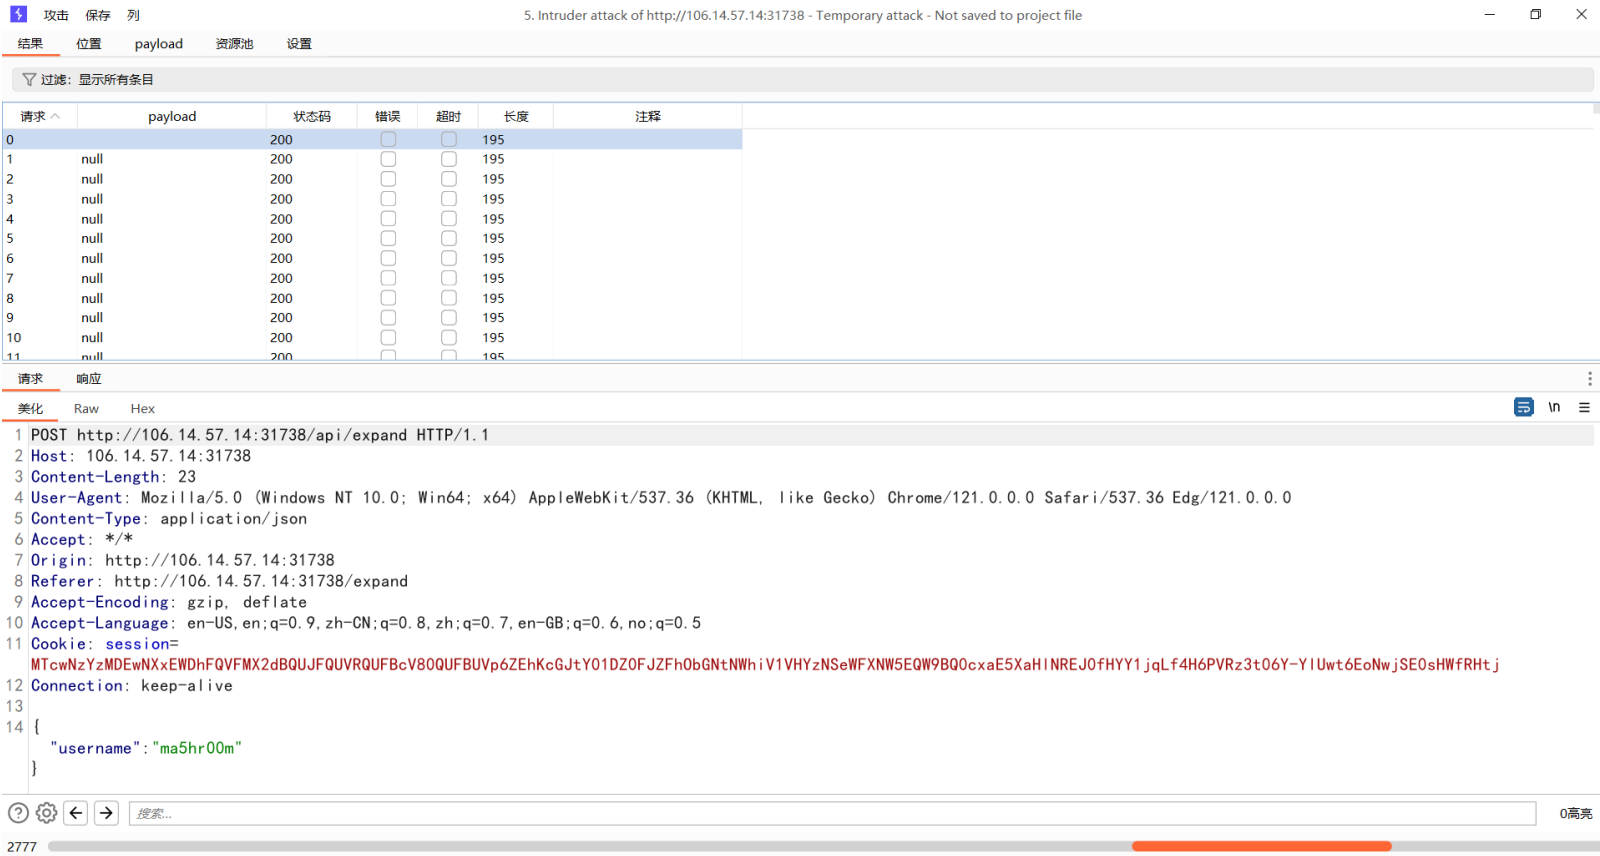 攻击 保存 列 5. Intruder attack of http://106.14.57.14:31738 - Temporary attack - Not saved to project file
结果 位置 payload 资源池 设置
过滤：显示所有条目
请求 payload 状态码 错误 超时 长度 注释
0 200 195
1 null 200 195
2 null 200 195
3 null 200 195
4 null 200 195
5 null 200 195
6 null 200 195
7 null 200 195
8 null 200 195
9 null 200 195
10 null 200 195
11 null 200 195
请求 响应
美化 Raw Hex \n
1 POST http://106.14.57.14:31738/api/expand HTTP/1.1
2 Host: 106.14.57.14:31738
3 Content-Length: 23
4 User-Agent: Mozilla/5.0 (Windows NT 10.0; Win64; x64) AppleWebKit/537.36 (KHTML, like Gecko) Chrome/121.0.0.0 Safari/537.36 Edg/121.0.0.0
5 Content-Type: application/json
6 Accept: */*
7 Origin: http://106.14.57.14:31738
8 Referer: http://106.14.57.14:31738/expand
9 Accept-Encoding: gzip, deflate
10 Accept-Language: en-US,en;q=0.9,zh-CN;q=0.8,zh;q=0.7,en-GB;q=0.6,no;q=0.5
11 Cookie: session=
12 Connection: keep-alive
13
14 {
"username":"ma5hr00m"
}
搜索... 0高亮
2777